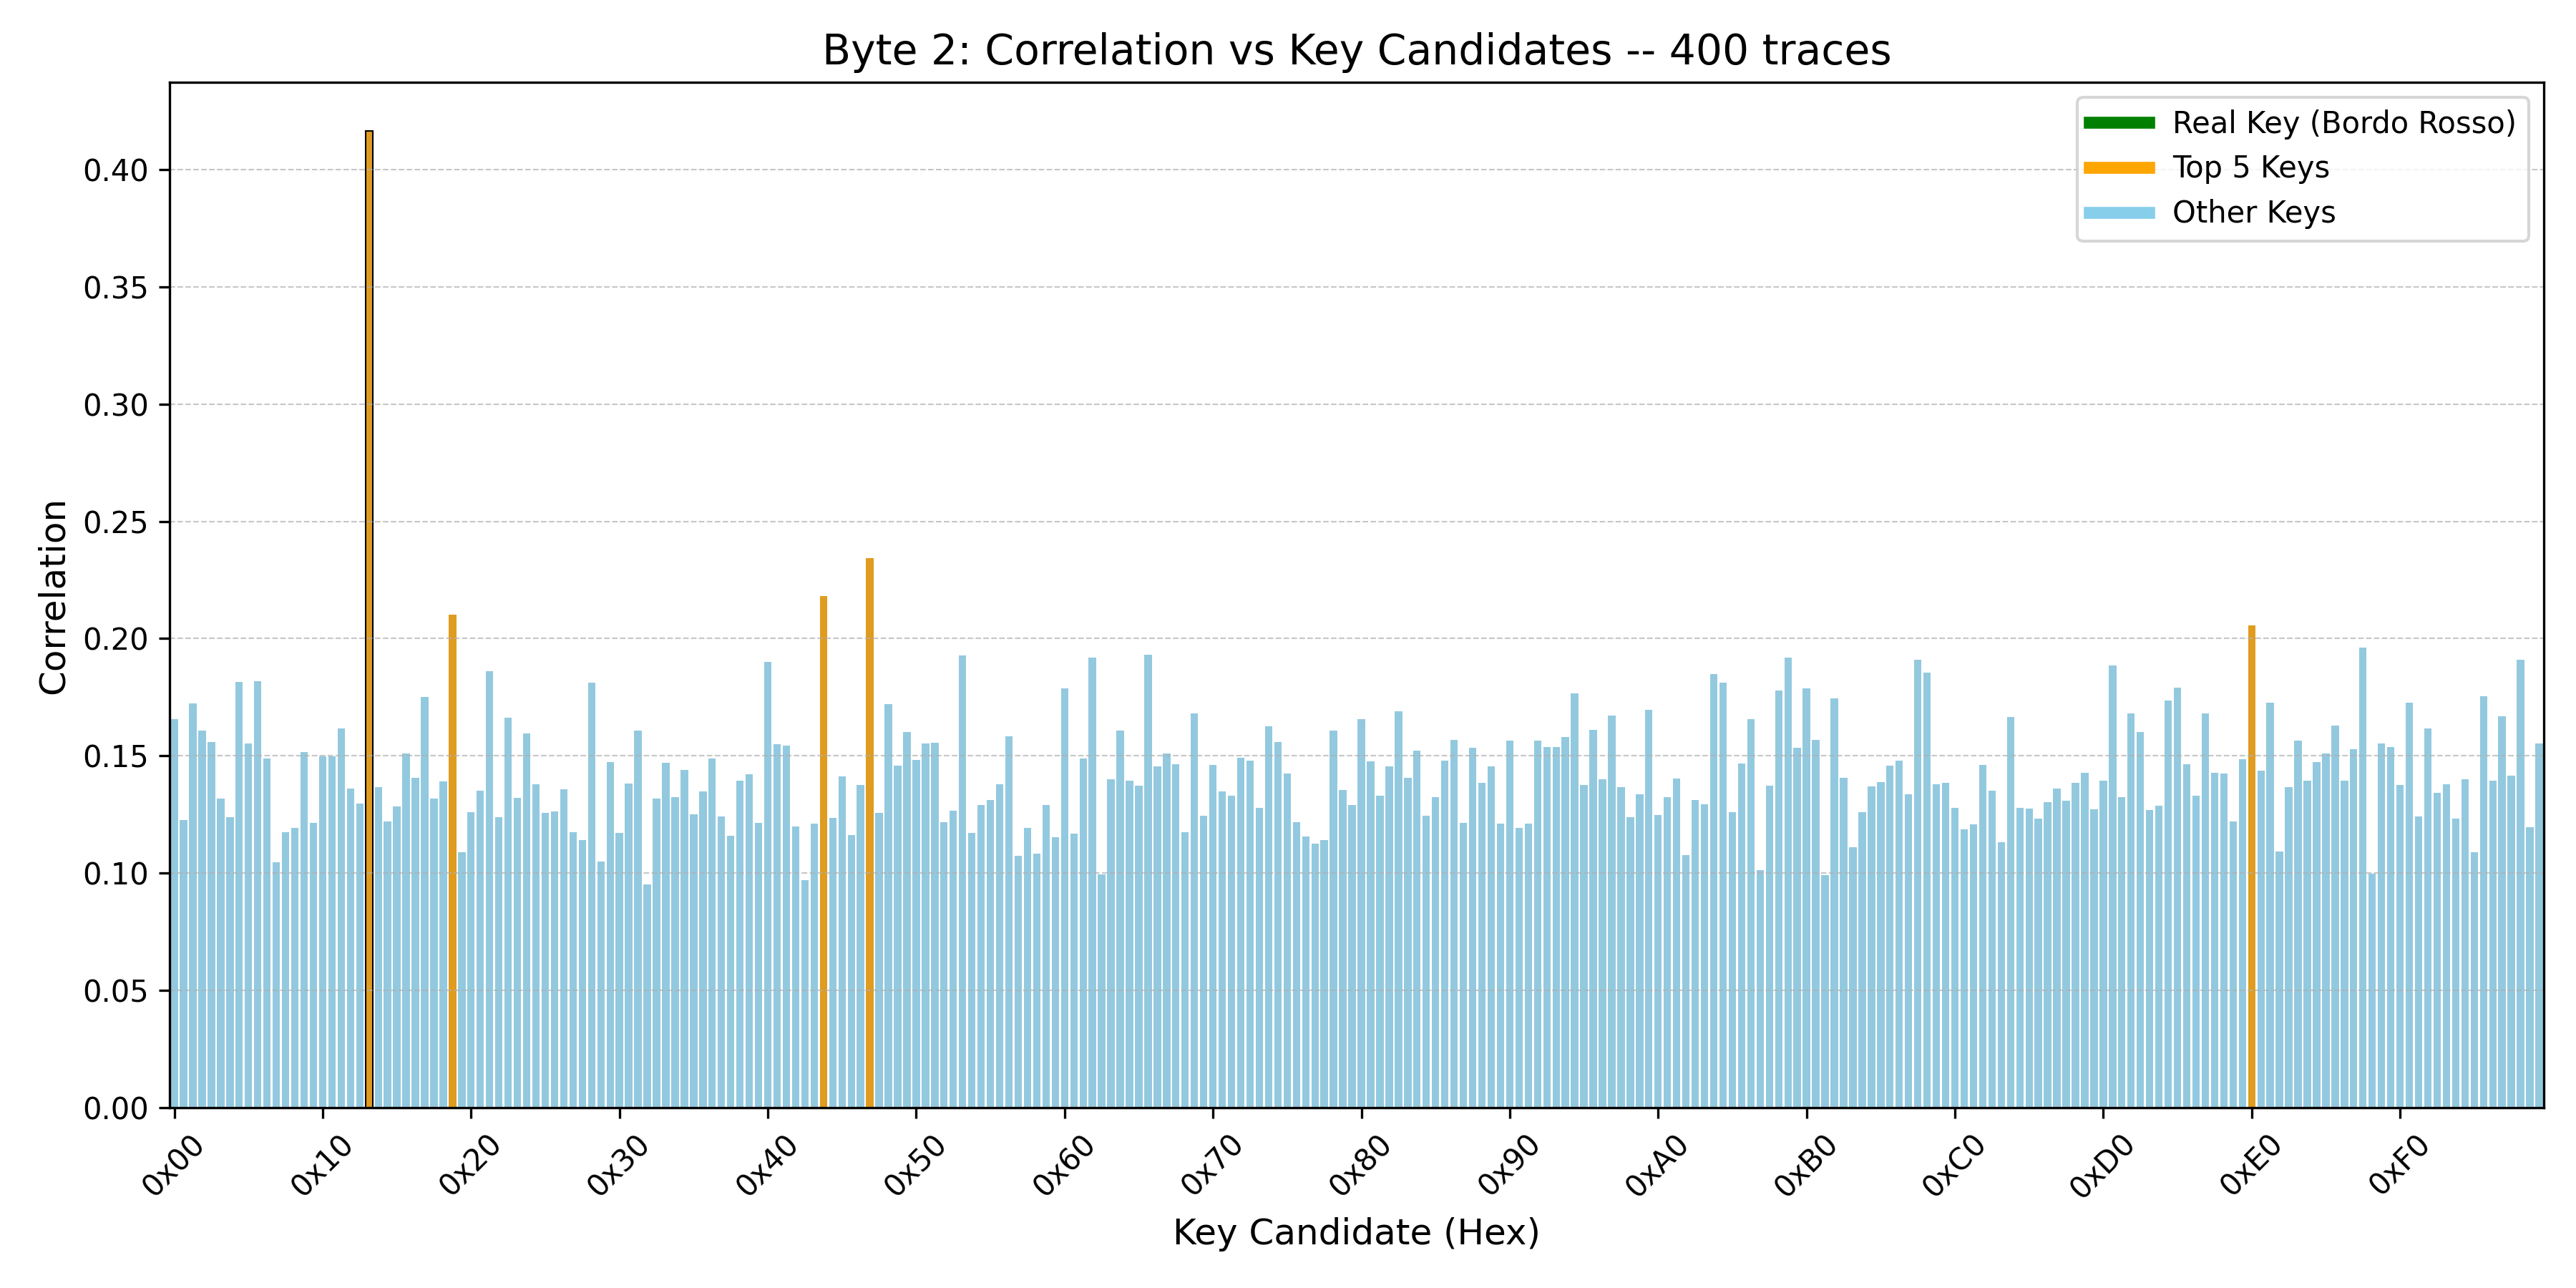 Byte 2: Correlation vs Key Candidates -- 400 traces
Real Key (Bordo Rosso)
Top 5 Keys
Other Keys
Correlation
0.40
0.35
0.30
0.25
0.20
0.15
0.10
0.05
0.00
0x00 0x10 0x20 0x30 0x40 0x50 0x60 0x70 0x80 0x90 0xA0 0xB0 0xC0 0xD0 0xE0 0xF0
Key Candidate (Hex)